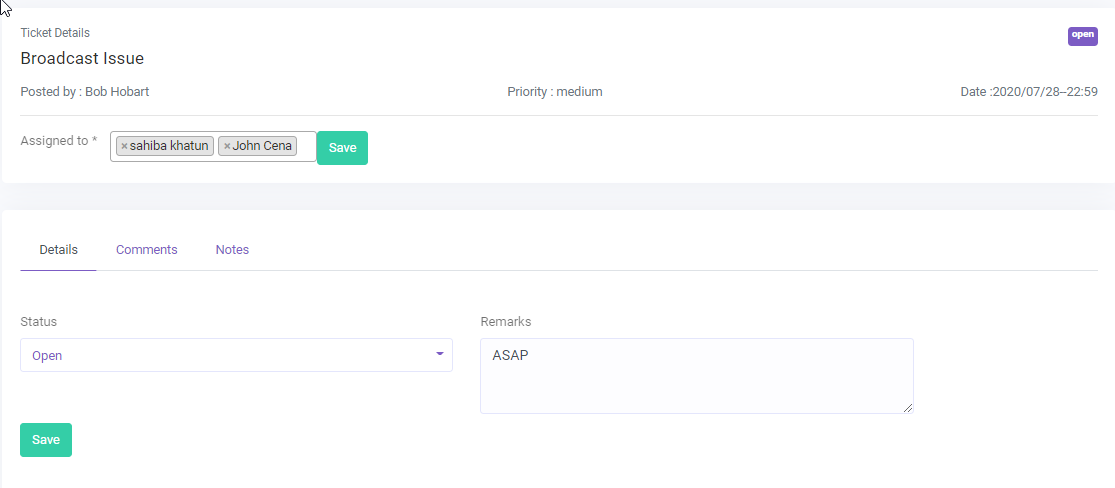 Ticket Details
open
Broadcast Issue
Posted by : Bob Hobart
Priority : medium
Date :2020/07/28–22:59
Assigned to *
×sahiba khatun ×John Cena
Save
Details
Comments
Notes
Status
Remarks
Open
ASAP
Save